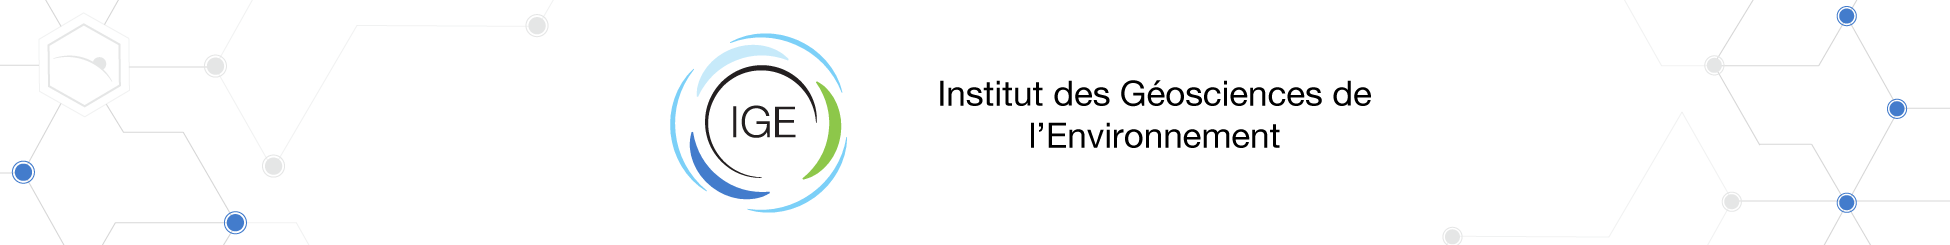 IGE
Institut des Géosciences de
l’Environnement